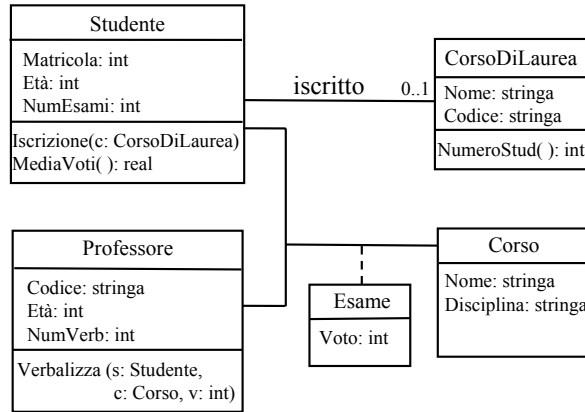 Studente
Matricola: int
Età: int
NumEsami: int
Iscrizione(c: CorsoDiLaurea)
MediaVoti( ): real
iscritto
0..1
CorsoDiLaurea
Nome: stringa
Codice: stringa
NumeroStud( ): int
Professore
Codice: stringa
Età: int
NumVerb: int
Verbalizza (s: Studente,
c: Corso, v: int)
Esame
Voto: int
Corso
Nome: stringa
Disciplina: stringa